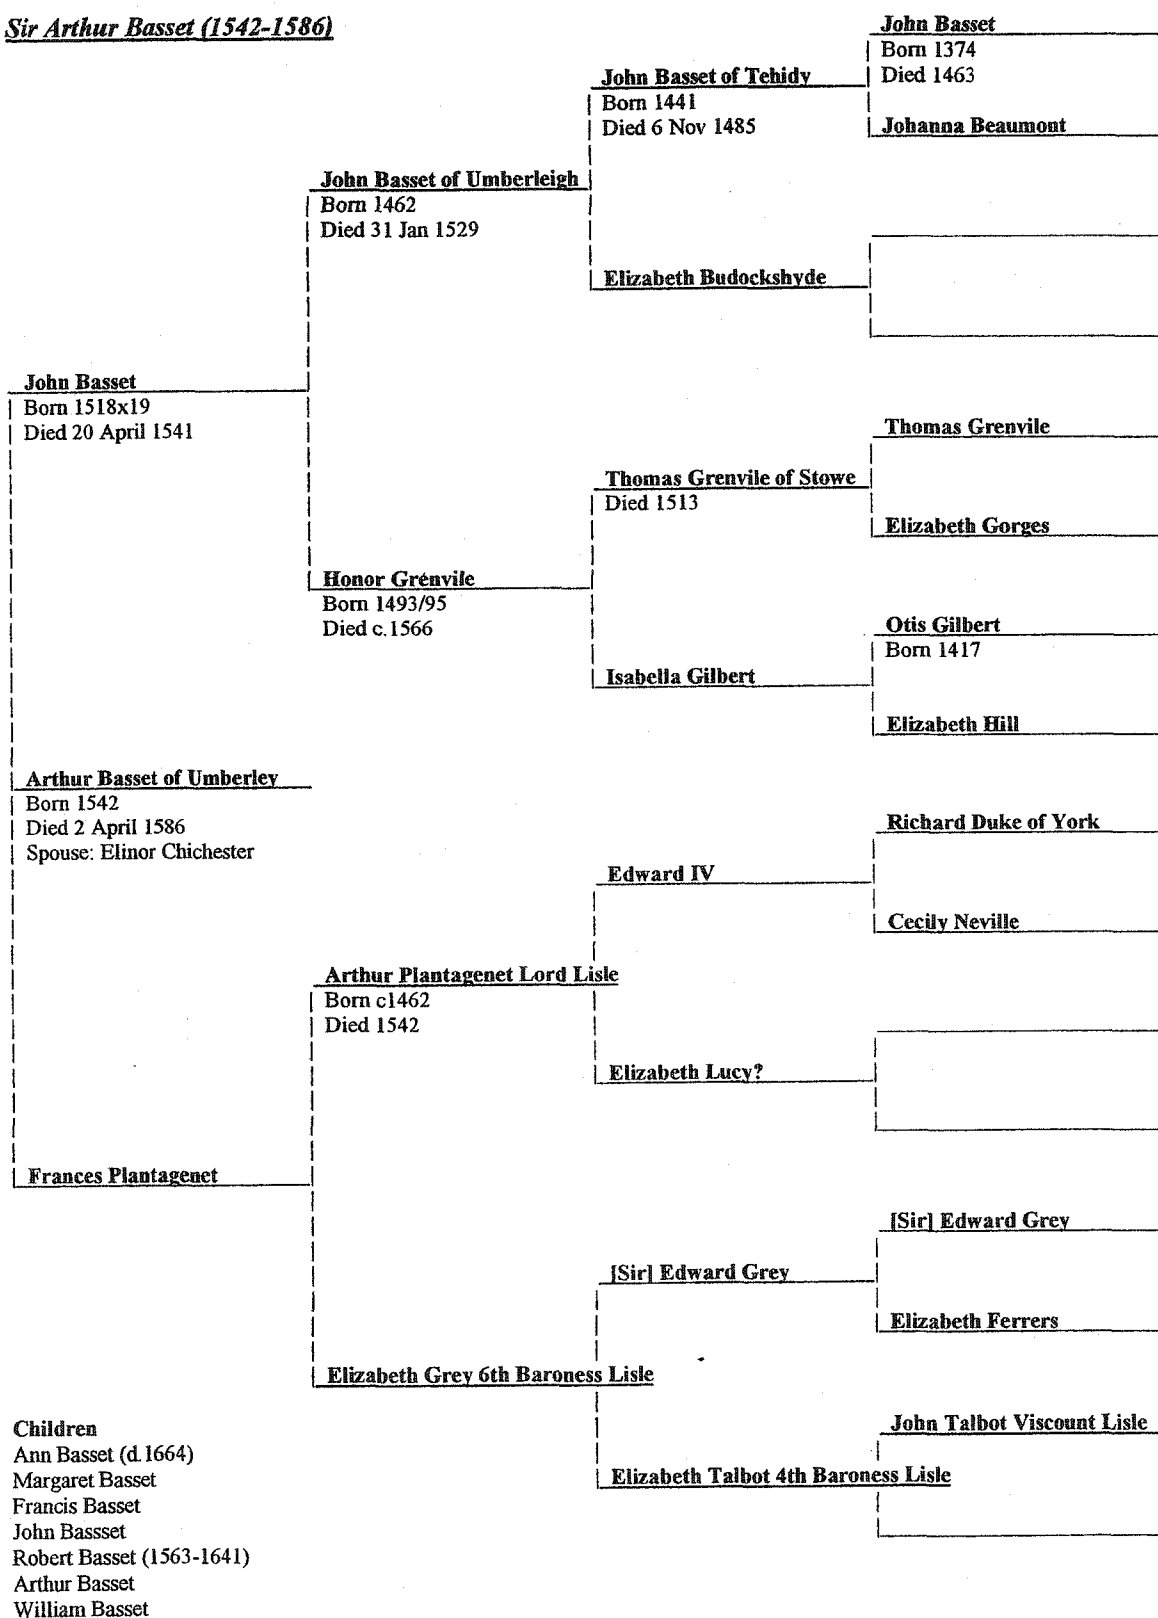 Sir Arthur Basset (1542-1586)
John Basset
Born 1374
Died 1463
John Basset of Tehidy
Born 1441
Died 6 Nov 1485
Johanna Beaumont
John Basset of Umberleigh
Born 1462
Died 31 Jan 1529
Elizabeth Budockshyde
John Basset
Born 1518x19
Died 20 April 1541
Thomas Grenvile
Thomas Grenvile of Stowe
Died 1513
Elizabeth Gorges
Honor Grenvile
Born 1493/95
Died c.1566
Otis Gilbert
Born 1417
Isabella Gilbert
Elizabeth Hill
Arthur Basset of Umberley
Born 1542
Died 2 April 1586
Spouse: Elinor Chichester
Richard Duke of York
Edward IV
Cecily Neville
Arthur Plantagenet Lord Lisle
Born c1462
Died 1542
Elizabeth Lucy?
Frances Plantagenet
[Sir] Edward Grey
[Sir] Edward Grey
Elizabeth Ferrers
Elizabeth Grey 6th Baroness Lisle
John Talbot Viscount Lisle
Elizabeth Talbot 4th Baroness Lisle
Children
Ann Basset (d.1664)
Margaret Basset
Francis Basset
John Bassset
Robert Basset (1563-1641)
Arthur Basset
William Basset